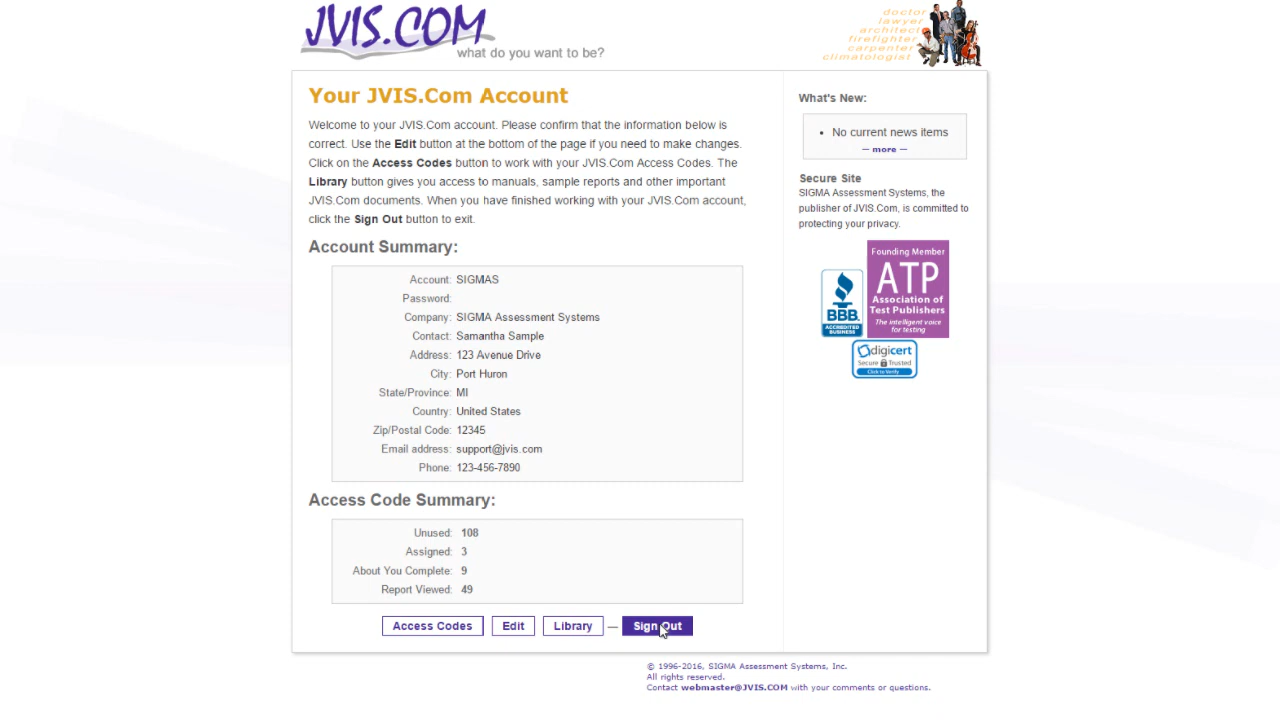 JVIS.COM
what do you want to be?
doctor
lawyer
architect
firefighter
carpenter
climatologist
Your JVIS.Com Account
Welcome to your JVIS.Com account. Please confirm that the information below is
correct. Use the Edit button at the bottom of the page if you need to make changes.
Click on the Access Codes button to work with your JVIS.Com Access Codes. The
Library button gives you access to manuals, sample reports and other important
JVIS.Com documents. When you have finished working with your JVIS.Com account,
click the Sign Out button to exit.
Account Summary:
Account: SIGMAS
Password:
Company: SIGMA Assessment Systems
Contact: Samantha Sample
Address: 123 Avenue Drive
City: Port Huron
State/Province: MI
Country: United States
Zip/Postal Code: 12345
Email address: support@jvis.com
Phone: 123-456-7890
Access Code Summary:
Unused: 108
Assigned: 3
About You Complete: 9
Report Viewed: 49
Access Codes Edit Library — Sign Out
What's New:
• No current news items
— more —
Secure Site
SIGMA Assessment Systems, the
publisher of JVIS.Com, is committed to
protecting your privacy.
BBB
ACCREDITED
BUSINESS
Founding Member
ATP
Association of
Test Publishers
The intelligent voice
for testing
digicert
Secure Trusted
Click to Verify
© 1996-2016, SIGMA Assessment Systems, Inc.
All rights reserved.
Contact webmaster@JVIS.COM with your comments or questions.